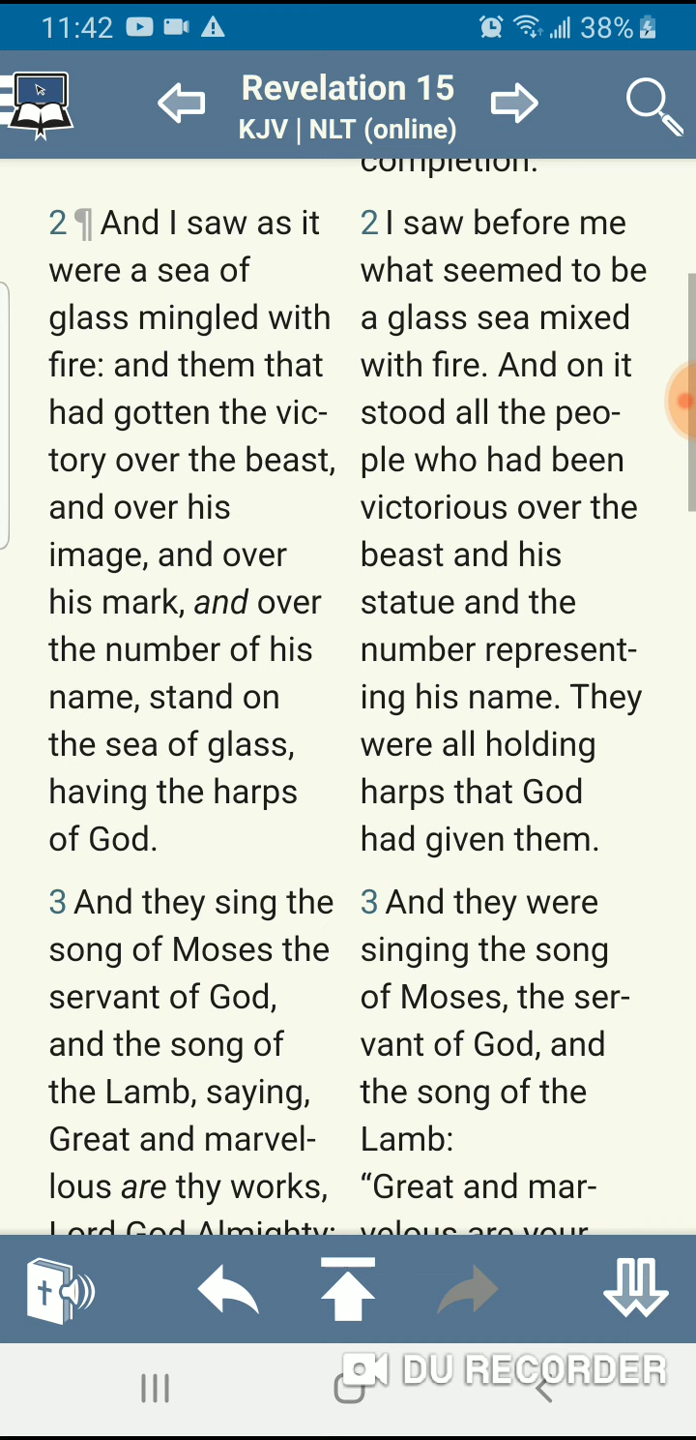 11:42
38%
Revelation 15
KJV | NLT (online)
completion.
2 ¶ And I saw as it
were a sea of
glass mingled with
fire: and them that
had gotten the vic-
tory over the beast,
and over his
image, and over
his mark, and over
the number of his
name, stand on
the sea of glass,
having the harps
of God.
3 And they sing the
song of Moses the
servant of God,
and the song of
the Lamb, saying,
Great and marvel-
lous are thy works,
Lord God Almighty;
2 I saw before me
what seemed to be
a glass sea mixed
with fire. And on it
stood all the peo-
ple who had been
victorious over the
beast and his
statue and the
number represent-
ing his name. They
were all holding
harps that God
had given them.
3 And they were
singing the song
of Moses, the ser-
vant of God, and
the song of the
Lamb:
“Great and mar-
velous are your
DU RECORDER